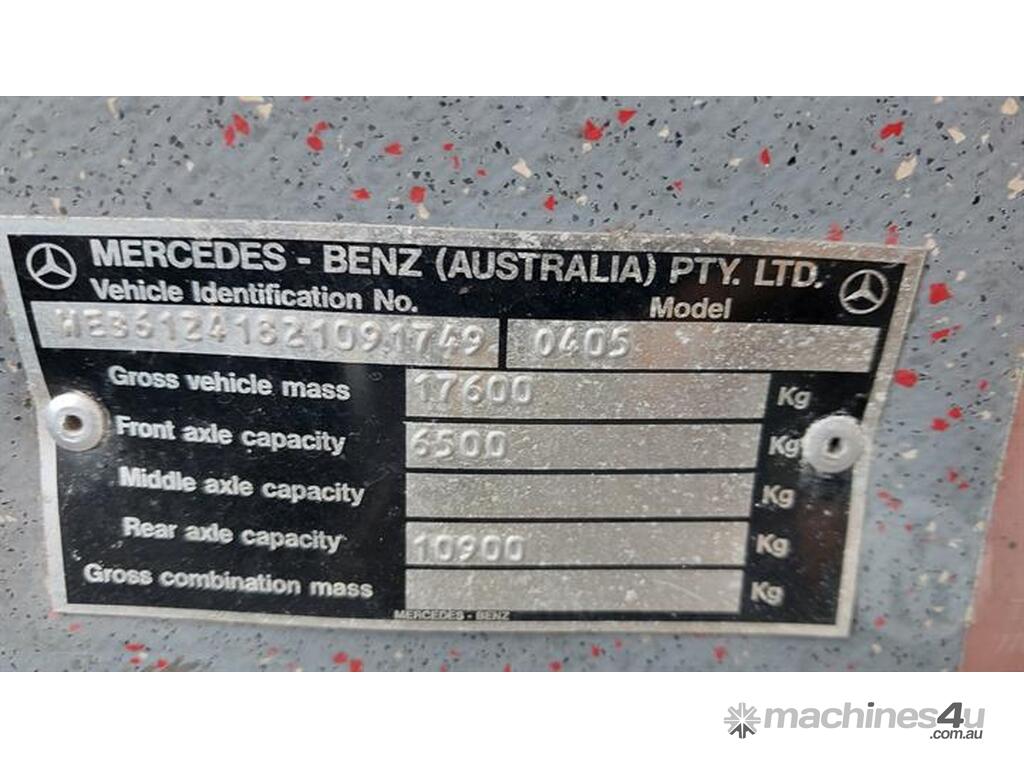 MERCEDES - BENZ (AUSTRALIA) PTY. LTD.
Vehicle Identification No. Model
WEB61241821091749 0405
Gross vehicle mass 17600 Kg
Front axle capacity 6500 Kg
Middle axle capacity Kg
Rear axle capacity 10900 Kg
Gross combination mass Kg
MERCEDES - BENZ
machines4u
.com.au